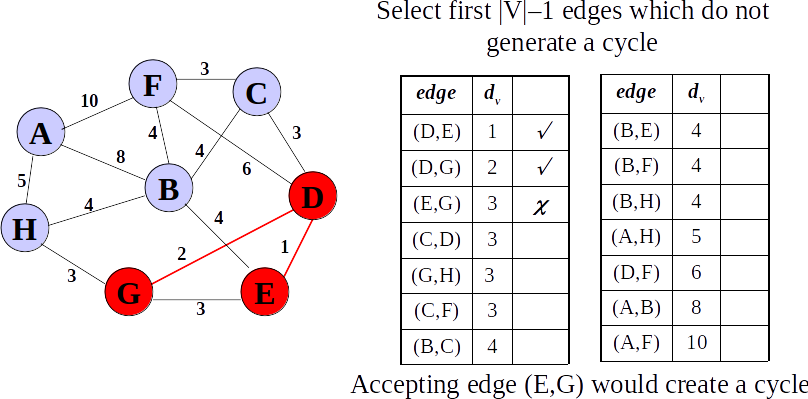 Select first |V|–1 edges which do not
generate a cycle
F
3
C
10
A
4
3
8
4
6
5
B
D
4
H
4
2
1
3
G
3
E
edge dv
(D,E) 1 √
(D,G) 2 √
(E,G) 3 χ
(C,D) 3
(G,H) 3
(C,F) 3
(B,C) 4
edge dv
(B,E) 4
(B,F) 4
(B,H) 4
(A,H) 5
(D,F) 6
(A,B) 8
(A,F) 10
Accepting edge (E,G) would create a cycle